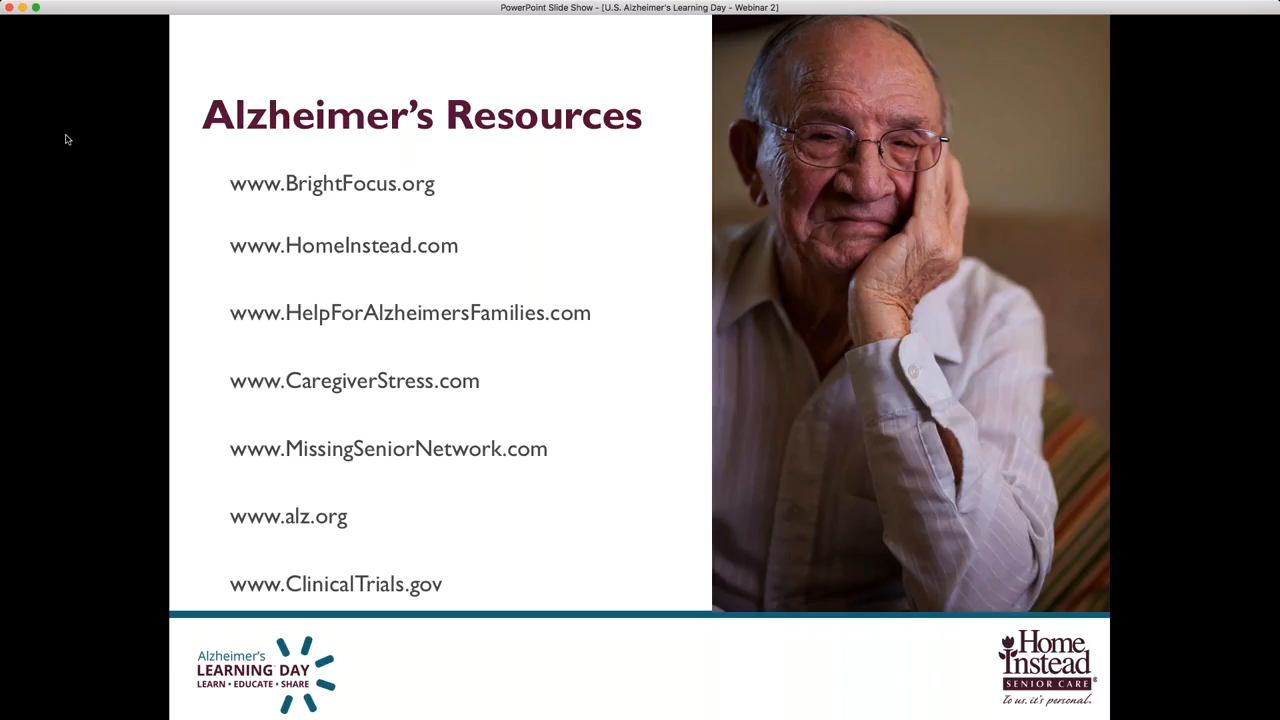 PowerPoint Slide Show - [U.S. Alzheimer's Learning Day - Webinar 2]
Alzheimer's Resources
www.BrightFocus.org
www.HomeInstead.com
www.HelpForAlzheimersFamilies.com
www.CaregiverStress.com
www.MissingSeniorNetwork.com
www.alz.org
www.ClinicalTrials.gov
Alzheimer's
LEARNING DAY
LEARN • EDUCATE • SHARE
Home
Instead
SENIOR CARE®
To us, it's personal.